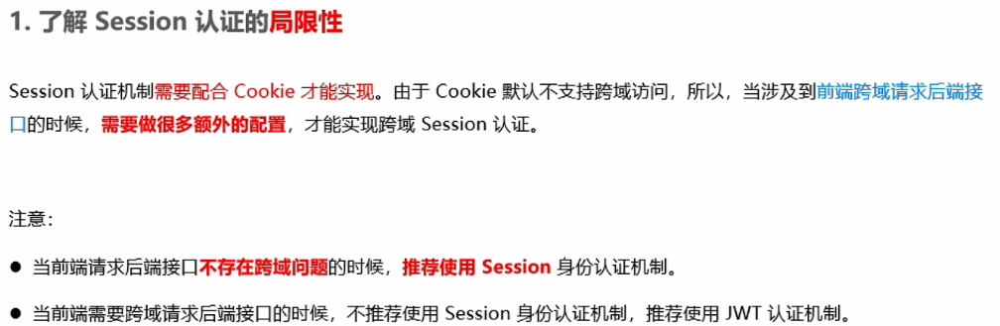 1. 了解 Session 认证的局限性
Session 认证机制需要配合 Cookie 才能实现。由于 Cookie 默认不支持跨域访问，所以，当涉及到前端跨域请求后端接
口的时候，需要做很多额外的配置，才能实现跨域 Session 认证。
注意：
● 当前端请求后端接口不存在跨域问题的时候，推荐使用 Session 身份认证机制。
● 当前端需要跨域请求后端接口的时候，不推荐使用 Session 身份认证机制，推荐使用 JWT 认证机制。